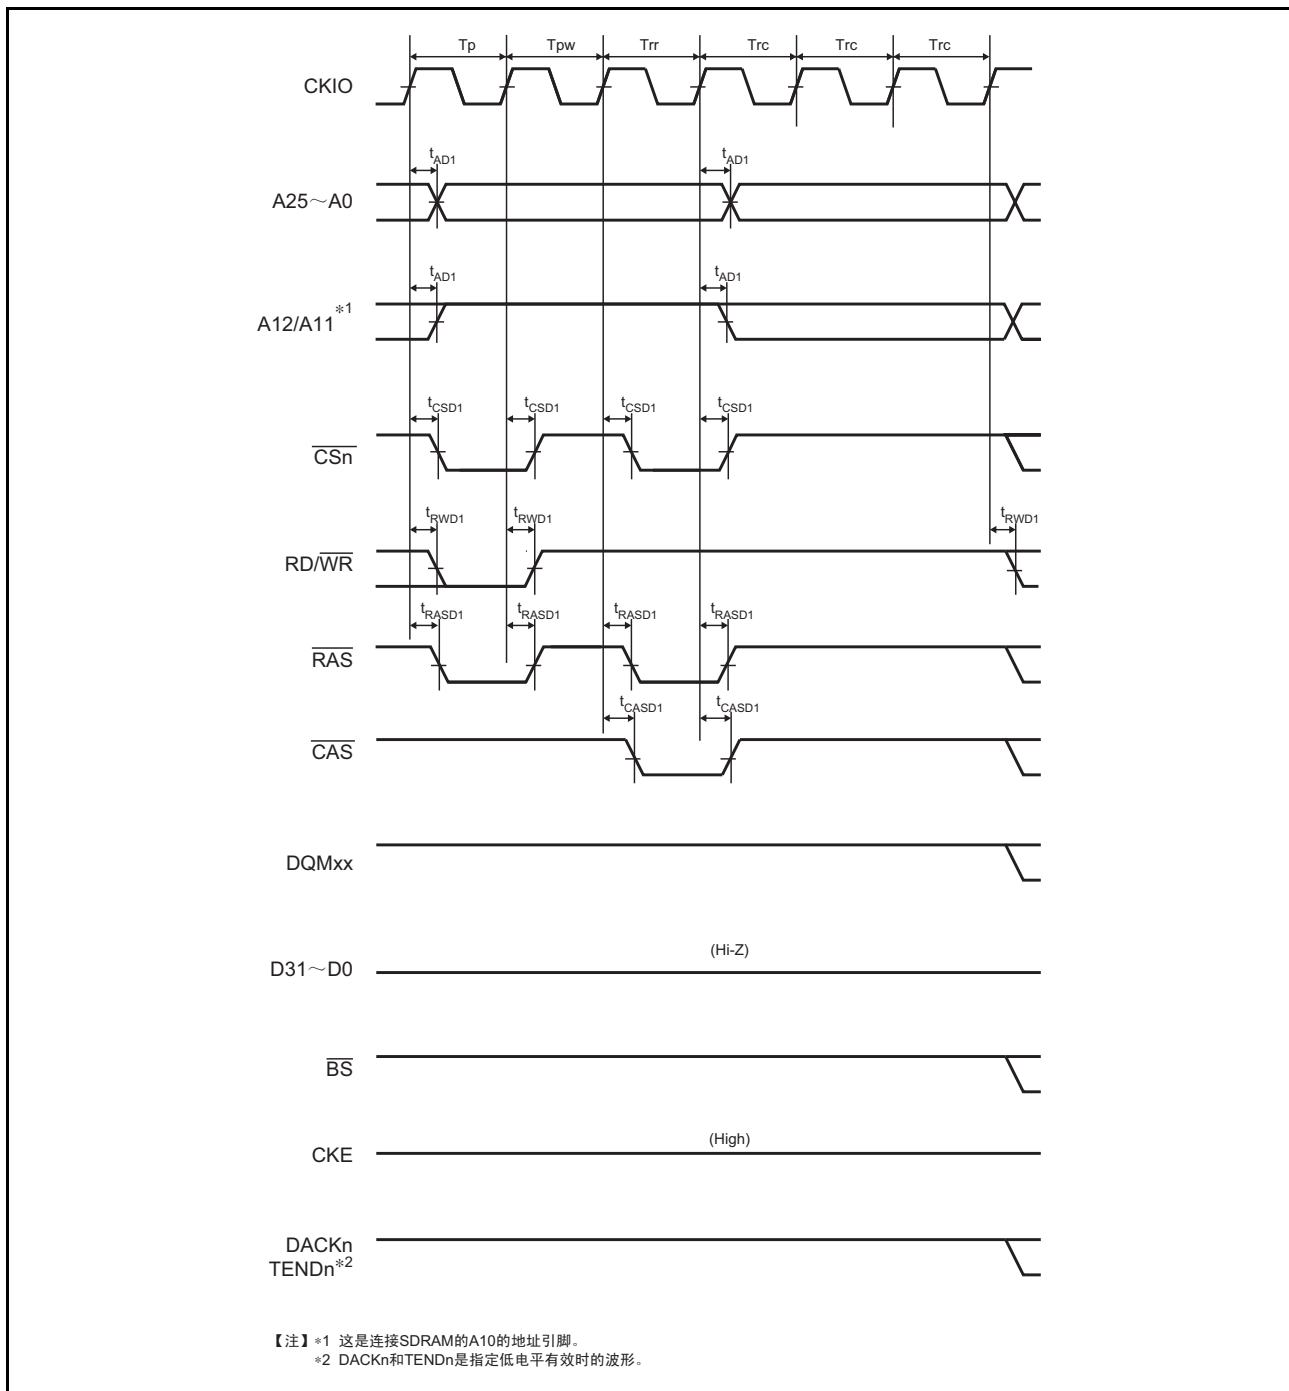 Tp Tpw Trr Trc Trc Trc
CKIO
tAD1 tAD1
A25～A0
tAD1 tAD1
A12/A11*1
tCSD1 tCSD1 tCSD1 tCSD1
CSn
tRWD1 tRWD1 tRWD1
RD/WR
tRASD1 tRASD1 tRASD1 tRASD1
RAS
tCASD1 tCASD1
CAS
DQMxx
(Hi-Z)
D31～D0
BS
(High)
CKE
DACKn
TENDn*2
【注】*1 这是连接SDRAM的A10的地址引脚。
*2 DACKn和TENDn是指定低电平有效时的波形。